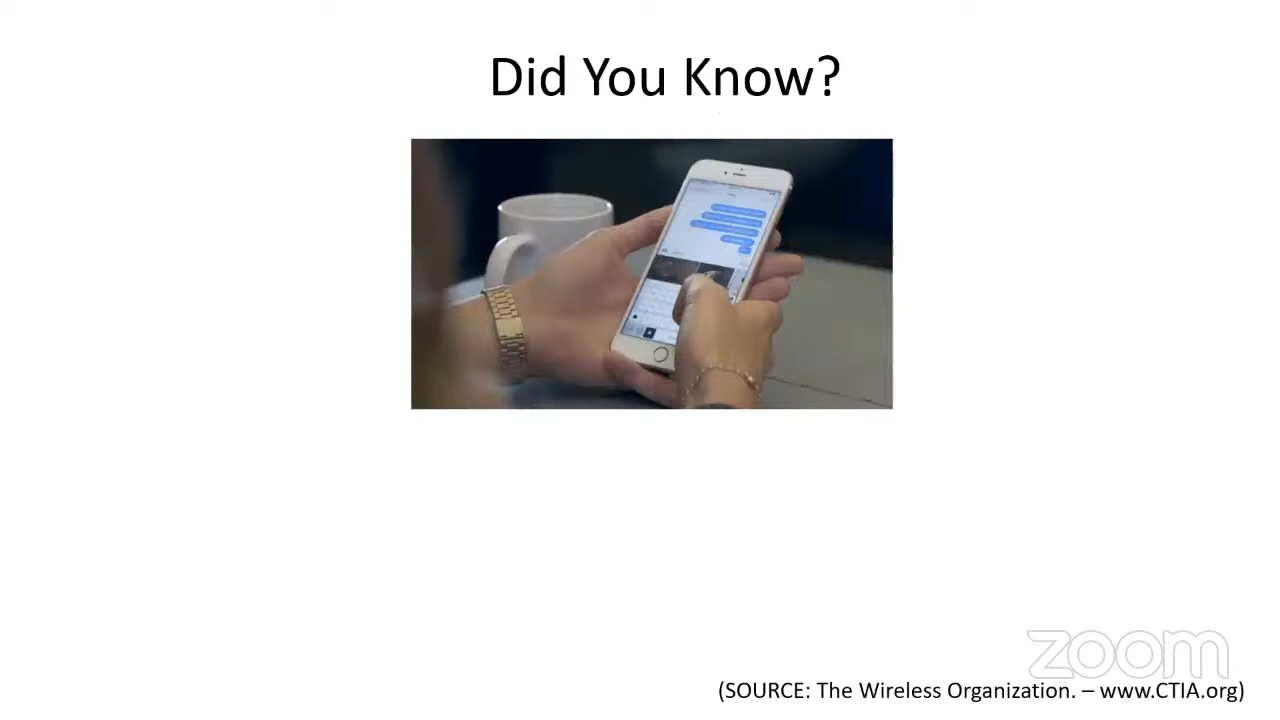 Did You Know?
zoom
(SOURCE: The Wireless Organization. – www.CTIA.org)